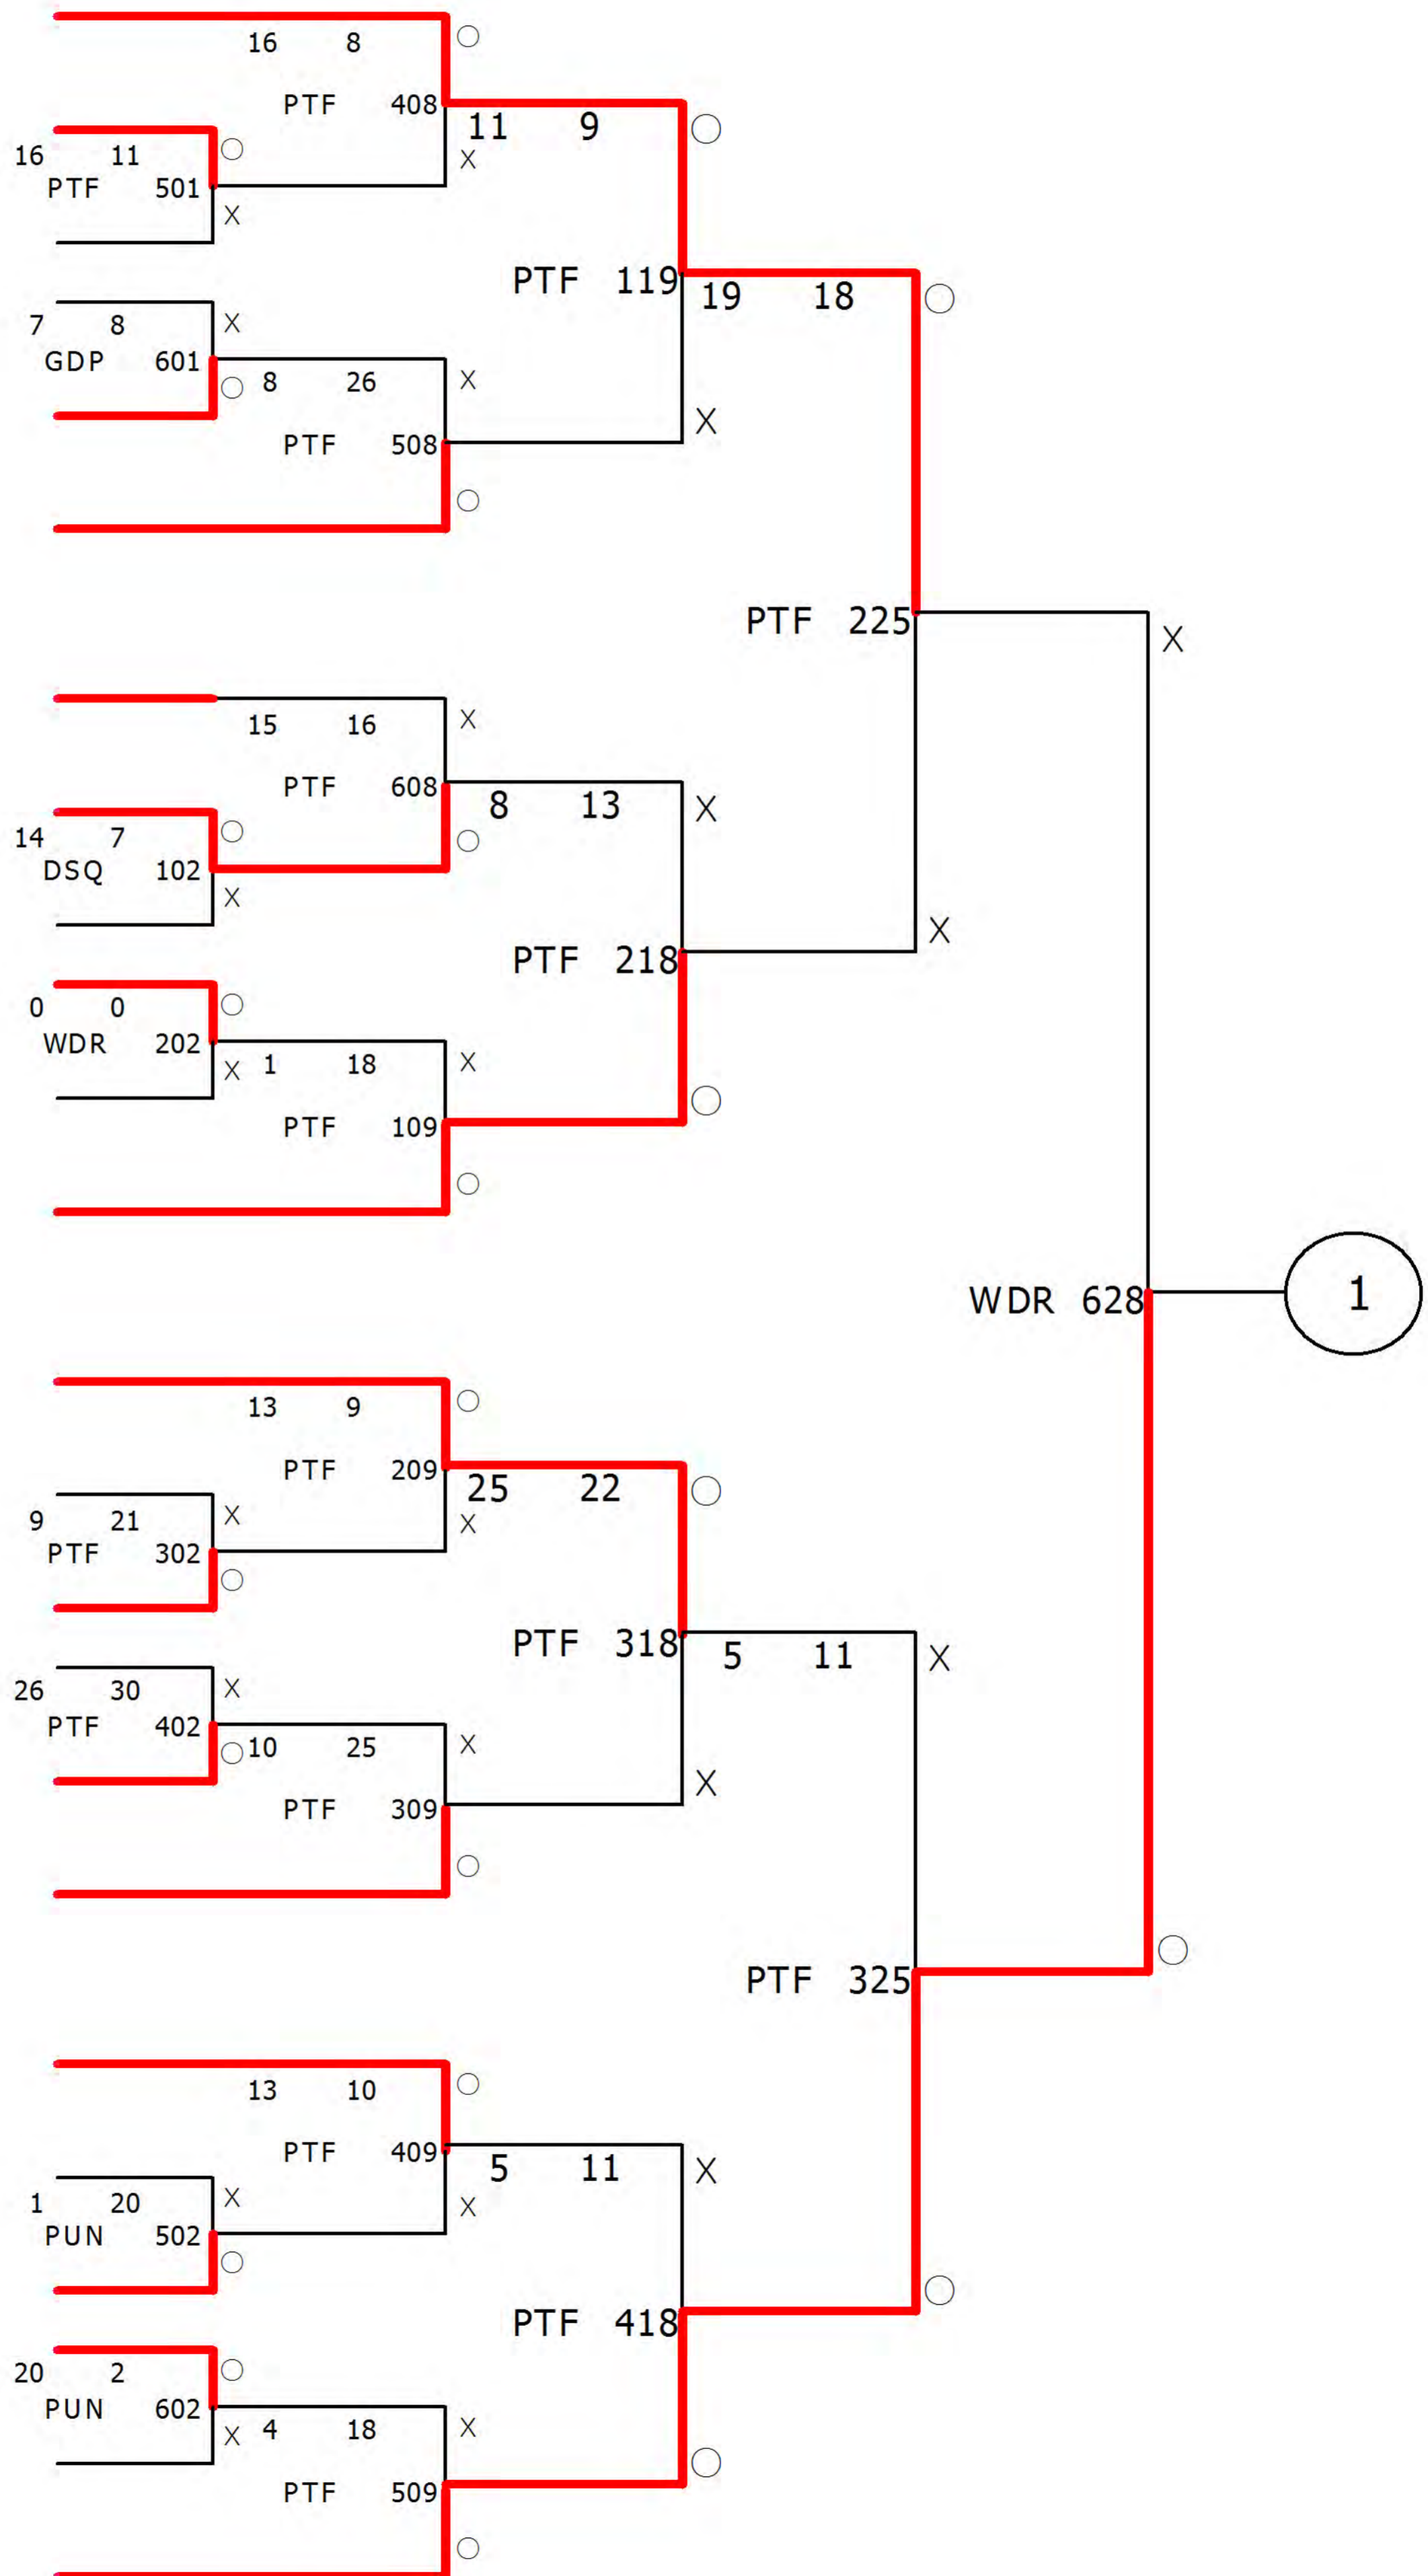 16 8
PTF 408
11 9
16 11
PTF 501
X
X
PTF 119
19 18
7 8
X
GDP 601
8 26
X
X
PTF 508
PTF 225
X
15 16
X
PTF 608
8 13
X
14 7
DSQ 102
X
X
PTF 218
0 0
WDR 202
X
1 18
X
PTF 109
WDR 628
1
13 9
PTF 209
25 22
9 21
X
X
PTF 302
PTF 318
5 11
X
26 30
X
PTF 402
10 25
X
X
PTF 309
PTF 325
13 10
PTF 409
5 11
X
1 20
X
X
PUN 502
PTF 418
20 2
PUN 602
X
4 18
X
PTF 509